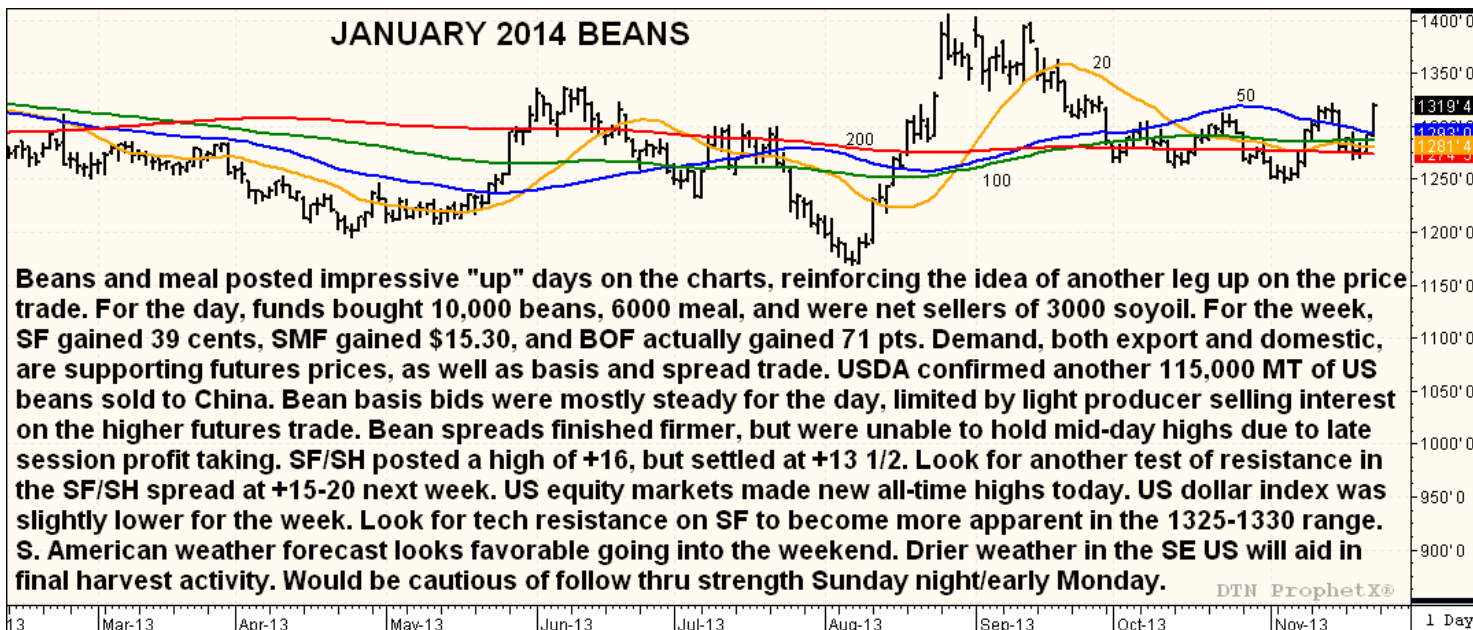 JANUARY 2014 BEANS
1400'0
1350'0
1319'4
1293'0
1281'4
1250'0
1200'0
1150'0
1100'0
1050'0
1000'0
950'0
900'0
20
50
200
100
Beans and meal posted impressive "up" days on the charts, reinforcing the idea of another leg up on the price
trade. For the day, funds bought 10,000 beans, 6000 meal, and were net sellers of 3000 soyoil. For the week,
SF gained 39 cents, SMF gained $15.30, and BOF actually gained 71 pts. Demand, both export and domestic,
are supporting futures prices, as well as basis and spread trade. USDA confirmed another 115,000 MT of US
beans sold to China. Bean basis bids were mostly steady for the day, limited by light producer selling interest
on the higher futures trade. Bean spreads finished firmer, but were unable to hold mid-day highs due to late
session profit taking. SF/SH posted a high of +16, but settled at +13 1/2. Look for another test of resistance in
the SF/SH spread at +15-20 next week. US equity markets made new all-time highs today. US dollar index was
slightly lower for the week. Look for tech resistance on SF to become more apparent in the 1325-1330 range.
S. American weather forecast looks favorable going into the weekend. Drier weather in the SE US will aid in
final harvest activity. Would be cautious of follow thru strength Sunday night/early Monday.
DTN ProphetX®
13 Mar-13 Apr-13 May-13 Jun-13 Jul-13 Aug-13 Sep-13 Oct-13 Nov-13 1 Day